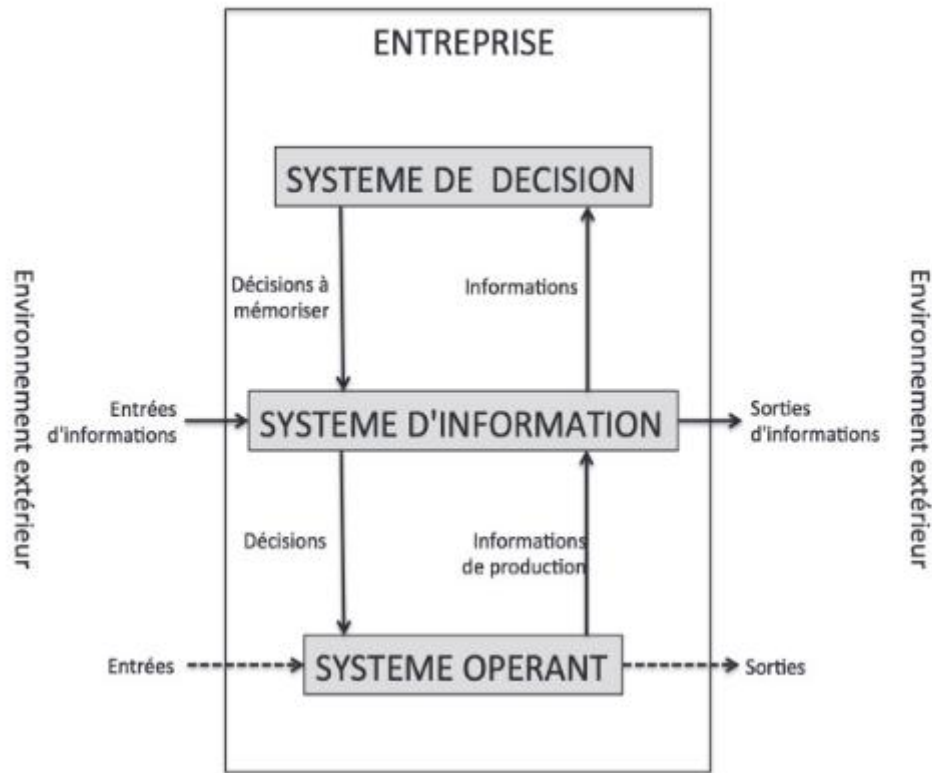 ENTREPRISE
SYSTEME DE DECISION
Décisions à
mémoriser
Informations
Environnement extérieur
Environnement extérieur
Entrées
d'informations
SYSTEME D'INFORMATION
Sorties
d'informations
Décisions
Informations
de production
Entrées
SYSTEME OPERANT
Sorties